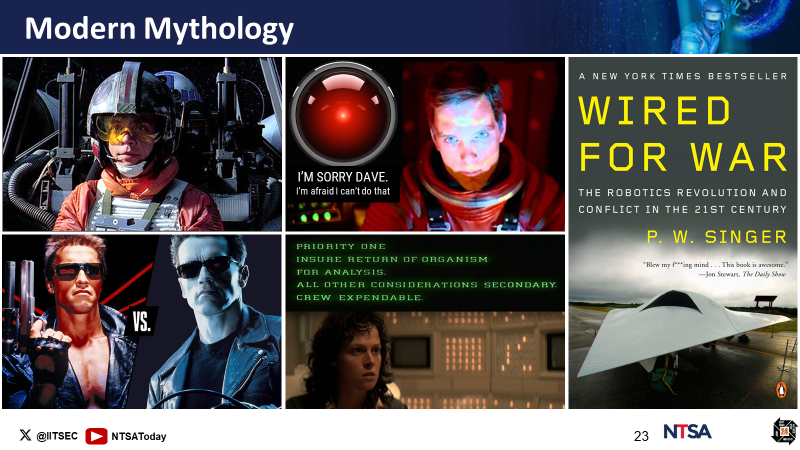 Modern Mythology
I'M SORRY DAVE.
I'm afraid I can't do that
VS.
PRIORITY ONE
INSURE RETURN OF ORGANISM
FOR ANALYSIS.
ALL OTHER CONSIDERATIONS SECONDARY.
CREW EXPENDABLE.
A NEW YORK TIMES BESTSELLER
WIRED
FOR WAR
THE ROBOTICS REVOLUTION AND
CONFLICT IN THE 21ST CENTURY
P. W. SINGER
"Blew my f***ing mind . . . This book is awesome."
—Jon Stewart, The Daily Show
X @IITSEC NTSAToday
23
NTSA